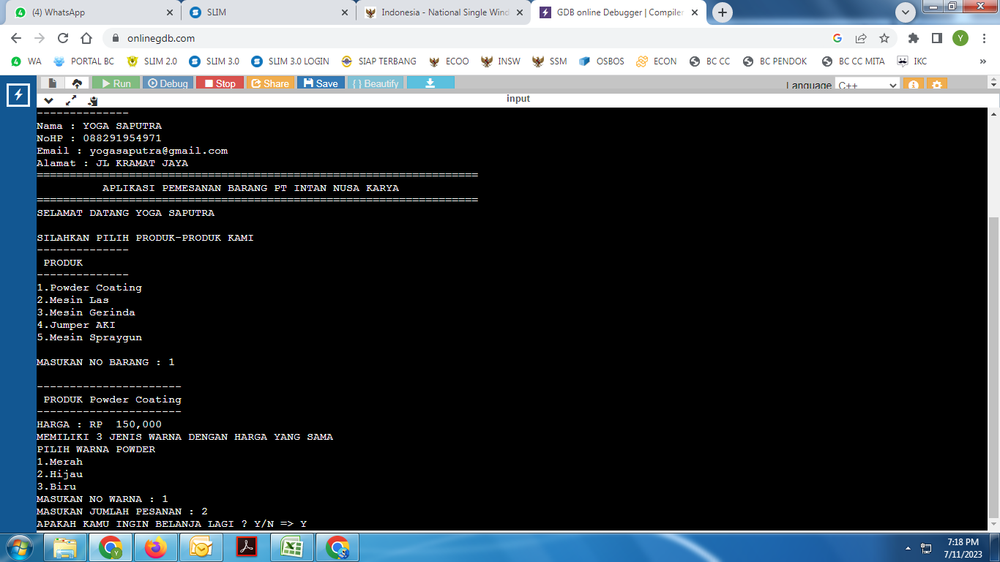 (4) WhatsApp
SLIM
Indonesia - National Single Wind
GDB online Debugger | Compiler
onlinegdb.com
Y
WA PORTAL BC SLIM 2.0 SLIM 3.0 SLIM 3.0 LOGIN SIAP TERBANG ECOO INSW SSM OSBOS ECON BC CC BC PENDOK BC CC MITA IKC »
Run Debug Stop Share Save { } Beautify Language C++
input
--------------
Nama : YOGA SAPUTRA
NoHP : 088291954971
Email : yogasaputra@gmail.com
Alamat : JL KRAMAT JAYA
===================================================================
APLIKASI PEMESANAN BARANG PT INTAN NUSA KARYA
===================================================================
SELAMAT DATANG YOGA SAPUTRA
SILAHKAN PILIH PRODUK-PRODUK KAMI
--------------
PRODUK
--------------
1.Powder Coating
2.Mesin Las
3.Mesin Gerinda
4.Jumper AKI
5.Mesin Spraygun
MASUKAN NO BARANG : 1
----------------------
PRODUK Powder Coating
----------------------
HARGA : RP  150,000
MEMILIKI 3 JENIS WARNA DENGAN HARGA YANG SAMA
PILIH WARNA POWDER
1.Merah
2.Hijau
3.Biru
MASUKAN NO WARNA : 1
MASUKAN JUMLAH PESANAN : 2
APAKAH KAMU INGIN BELANJA LAGI ? Y/N => Y
7:18 PM
7/11/2023